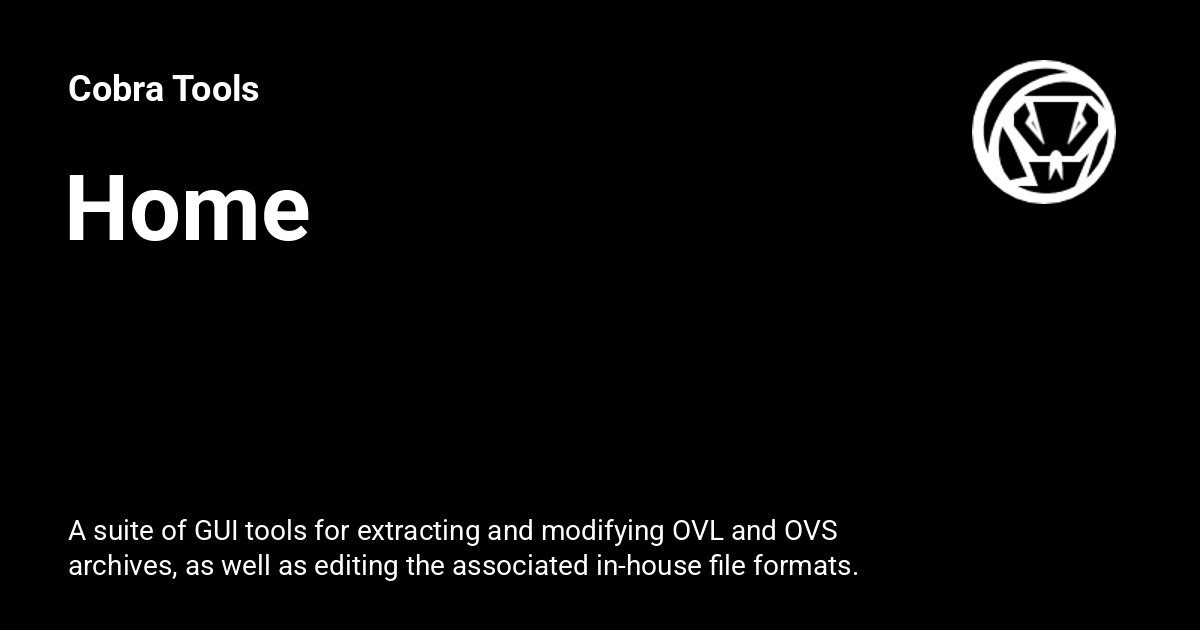 Cobra Tools
Home
A suite of GUI tools for extracting and modifying OVL and OVS
archives, as well as editing the associated in-house file formats.